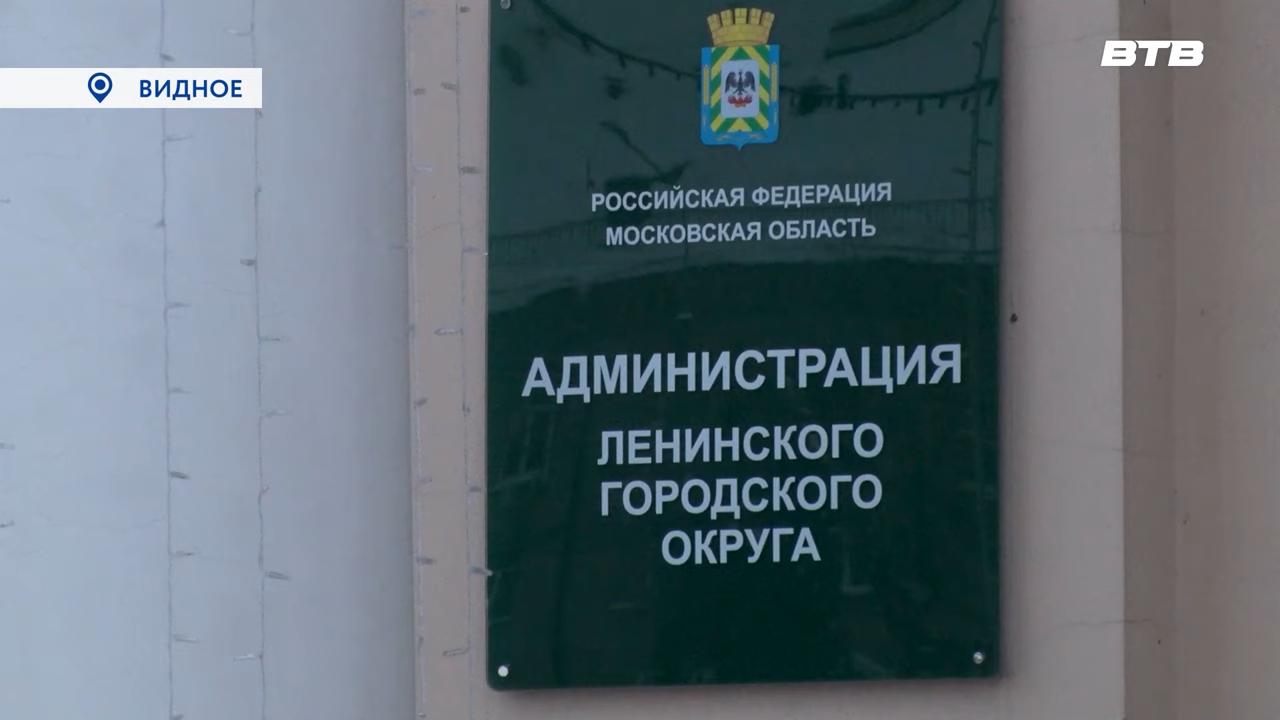 ВИДНОЕ
ВТВ
РОССИЙСКАЯ ФЕДЕРАЦИЯ
МОСКОВСКАЯ ОБЛАСТЬ
АДМИНИСТРАЦИЯ
ЛЕНИНСКОГО
ГОРОДСКОГО
ОКРУГА